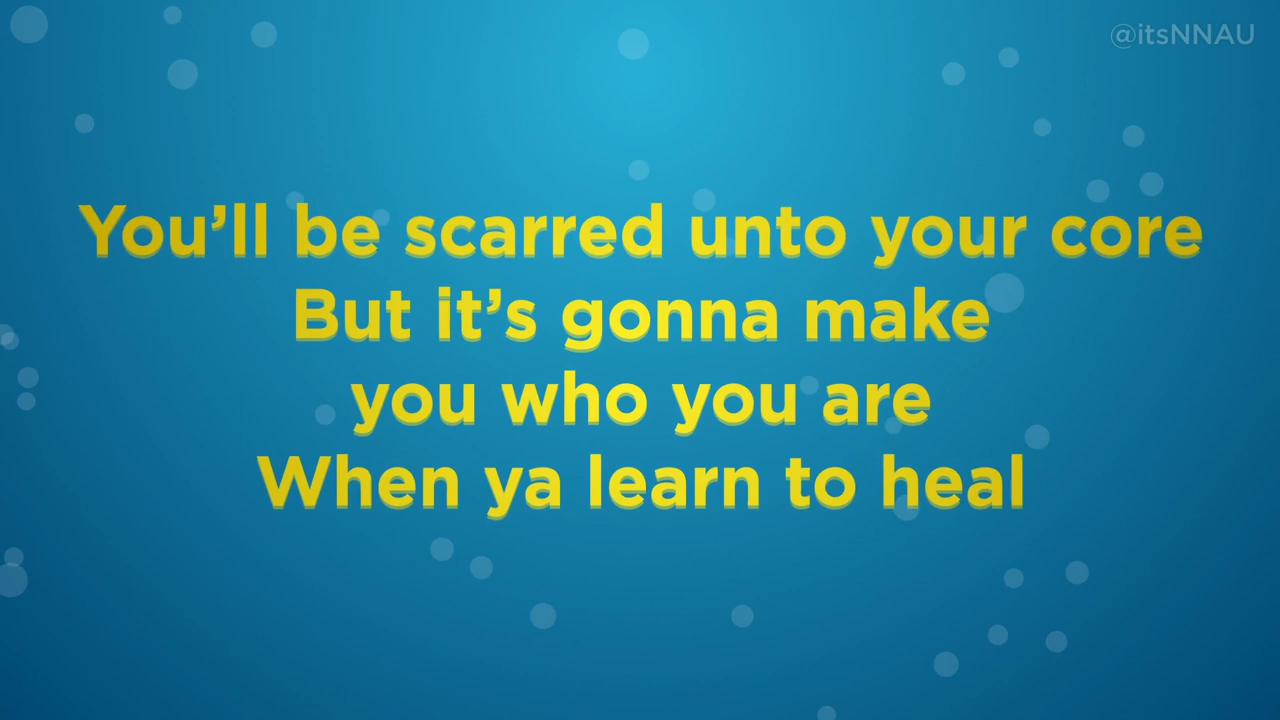 @itsNNAU
You'll be scarred unto your core
But it's gonna make
you who you are
When ya learn to heal